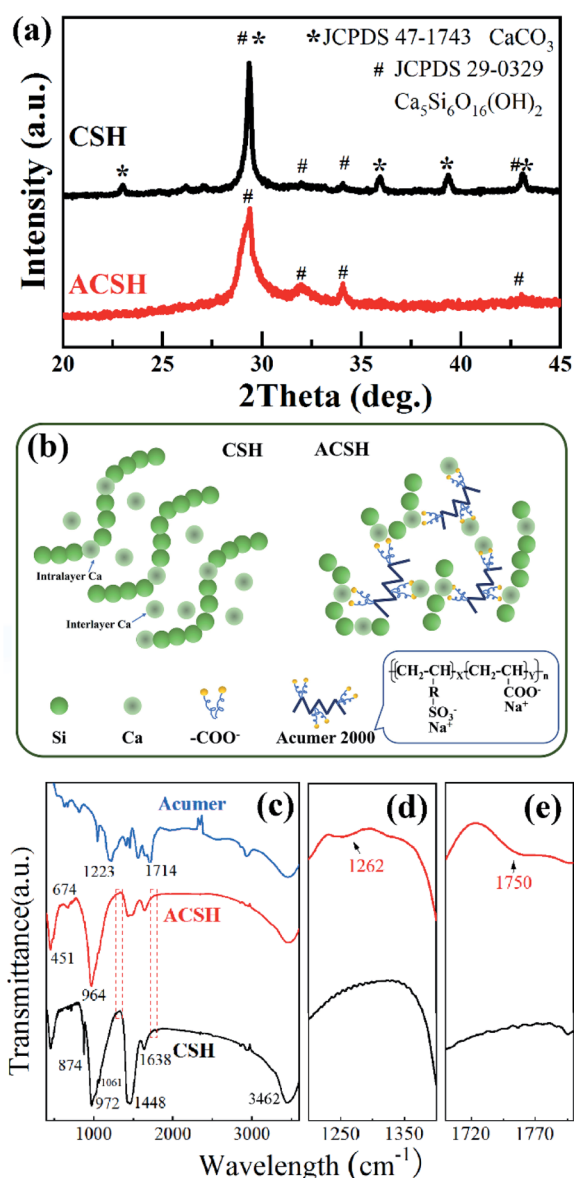 (a)
# *
*JCPDS 47-1743 CaCO3
# JCPDS 29-0329
Ca5Si6O16(OH)2
CSH
*
#
#
*
*
#*
#
ACSH
#
#
#
Intensity (a.u.)
20 25 30 35 40 45
2Theta (deg.)
(b)
CSH
ACSH
Intralayer Ca
Interlayer Ca
Si
Ca
-COO-
Acumer 2000
{[CH2-CH]X[CH2-CH]Y}n
R COO-
SO3- Na+
Na+
(c)
(d)
(e)
Acumer
1223
1714
674
ACSH
451
964
874
1061
972
1448
1638
CSH
3462
1262
1750
Transmittance(a.u.)
1000 2000 3000
1250 1350
1720 1770
Wavelength (cm-1)